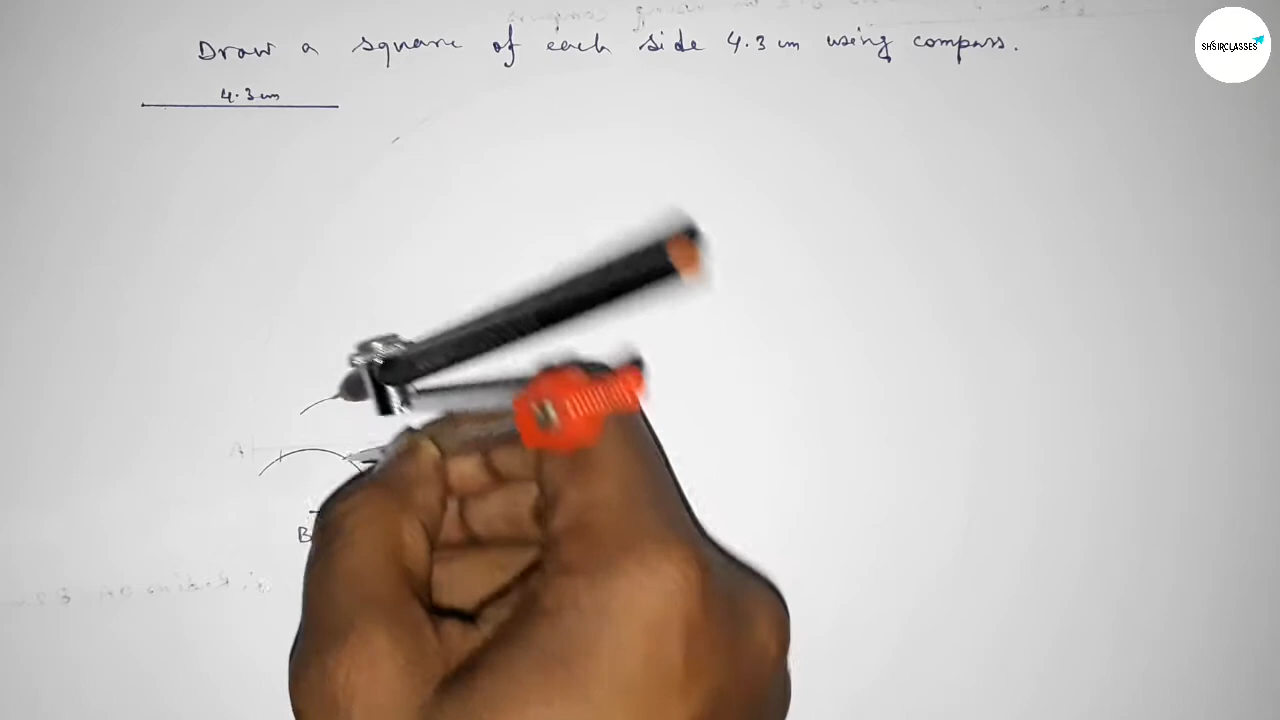 SHSIRCLASSES
Draw a square of each side 4.3 cm using compass.
4.3 cm
A
B